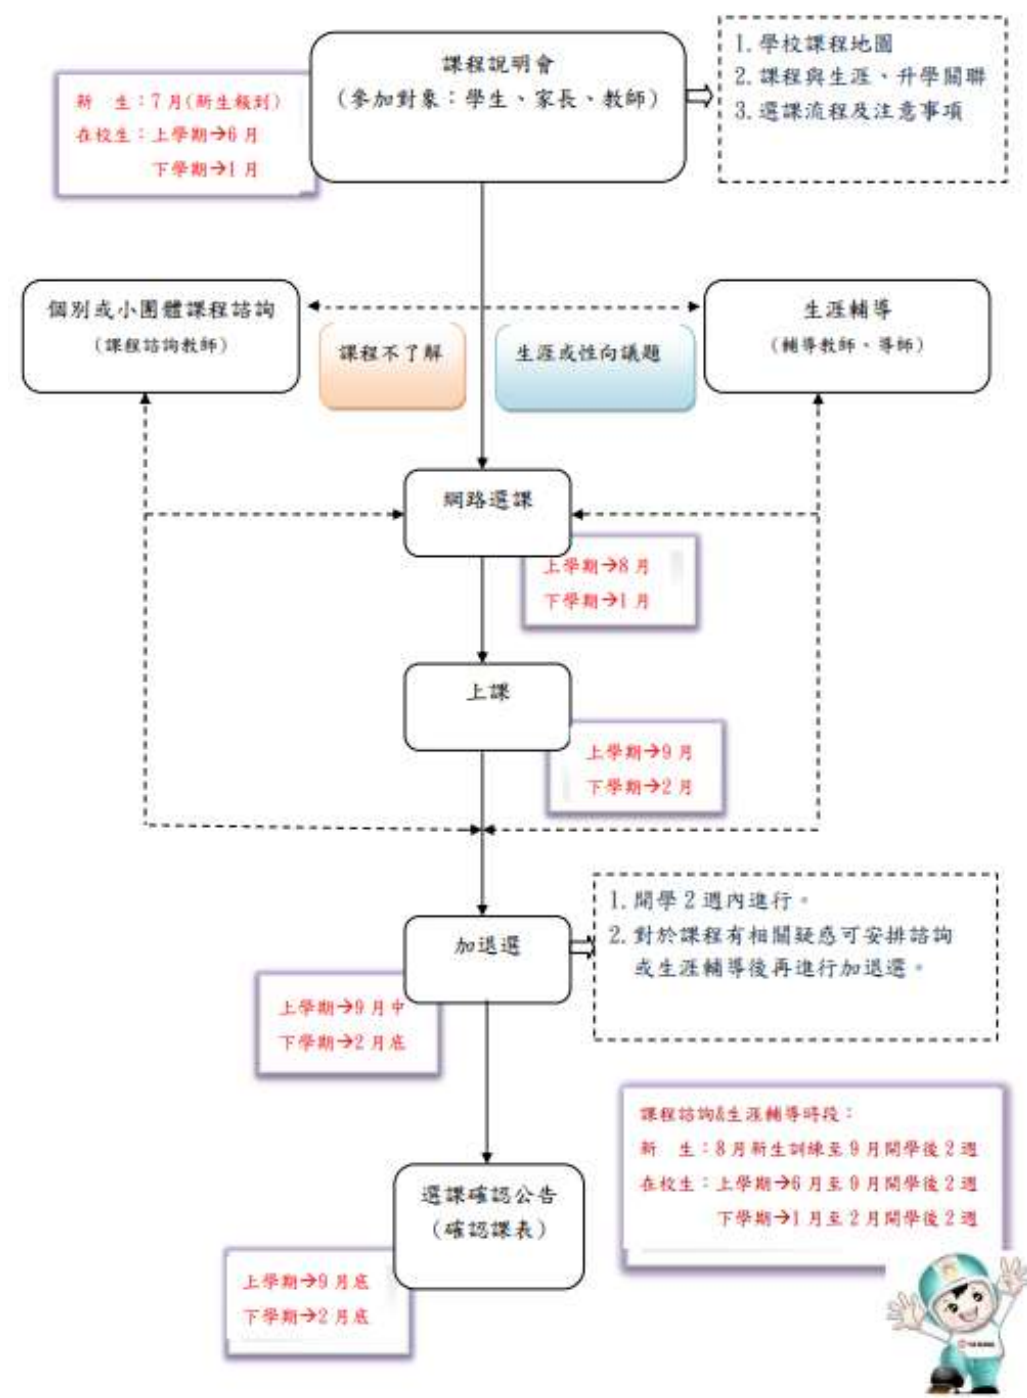 課程說明會
(參加對象：學生、家長、教師)
1. 學校課程地圖
2. 課程與生涯、升學關聯
3. 選課流程及注意事項
新　生：7月(新生報到)
在校生：上學期→6月
下學期→1月
個別或小團體課程諮詢
(課程諮詢教師)
課程不了解
生涯或性向議題
生涯輔導
(輔導教師、導師)
網路選課
上學期→8月
下學期→1月
上課
上學期→9月
下學期→2月
加退選
1. 開學2週內進行。
2. 對於課程有相關疑惑可安排諮詢
或生涯輔導後再進行加退選。
上學期→9月中
下學期→2月底
課程諮詢&生涯輔導時段：
新　生：8月新生訓練至9月開學後2週
在校生：上學期→6月至9月開學後2週
下學期→1月至2月開學後2週
選課確認公告
(確認課表)
上學期→9月底
下學期→2月底